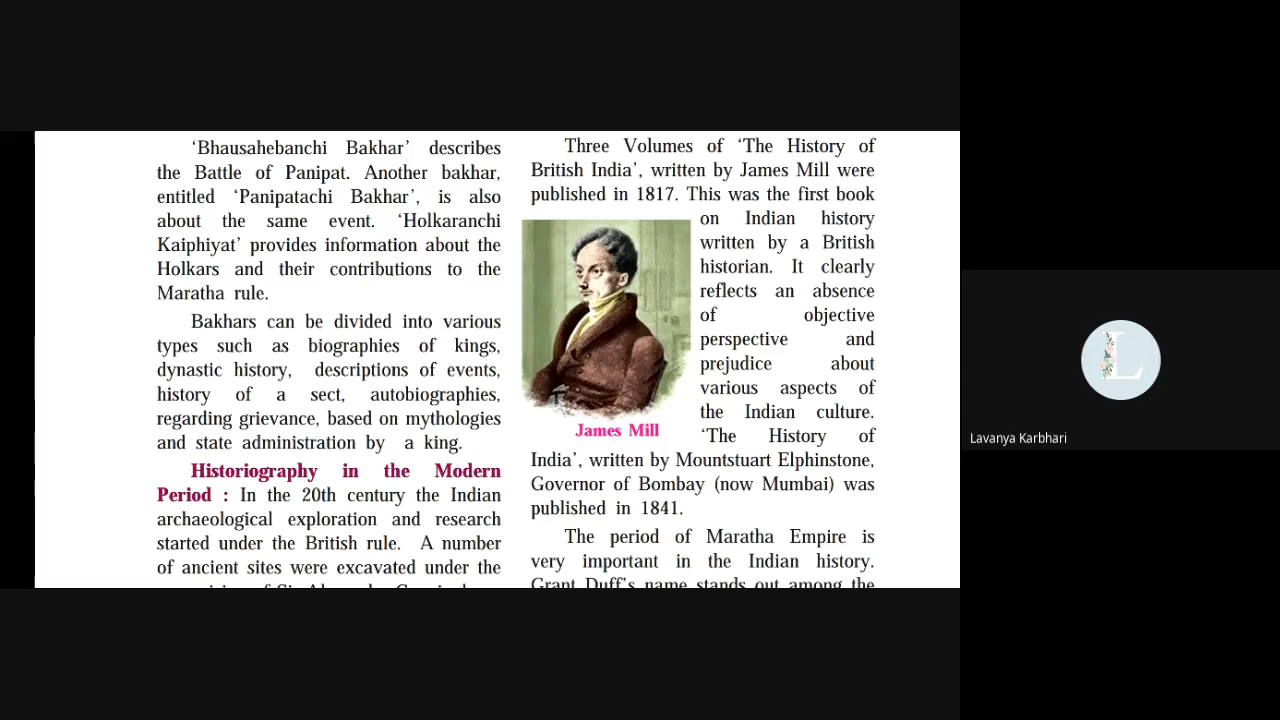 ‘Bhausahebanchi Bakhar’ describes
the Battle of Panipat. Another bakhar,
entitled ‘Panipatachi Bakhar’, is also
about the same event. ‘Holkaranchi
Kaiphiyat’ provides information about the
Holkars and their contributions to the
Maratha rule.
Bakhars can be divided into various
types such as biographies of kings,
dynastic history, descriptions of events,
history of a sect, autobiographies,
regarding grievance, based on mythologies
and state administration by a king.
Historiography in the Modern
Period : In the 20th century the Indian
archaeological exploration and research
started under the British rule. A number
of ancient sites were excavated under the
Three Volumes of ‘The History of
British India’, written by James Mill were
published in 1817. This was the first book
on Indian history
written by a British
historian. It clearly
reflects an absence
of objective
perspective and
prejudice about
various aspects of
the Indian culture.
‘The History of
James Mill
India’, written by Mountstuart Elphinstone,
Governor of Bombay (now Mumbai) was
published in 1841.
The period of Maratha Empire is
very important in the Indian history.
Grant Duff’s name stands out among the
L
Lavanya Karbhari